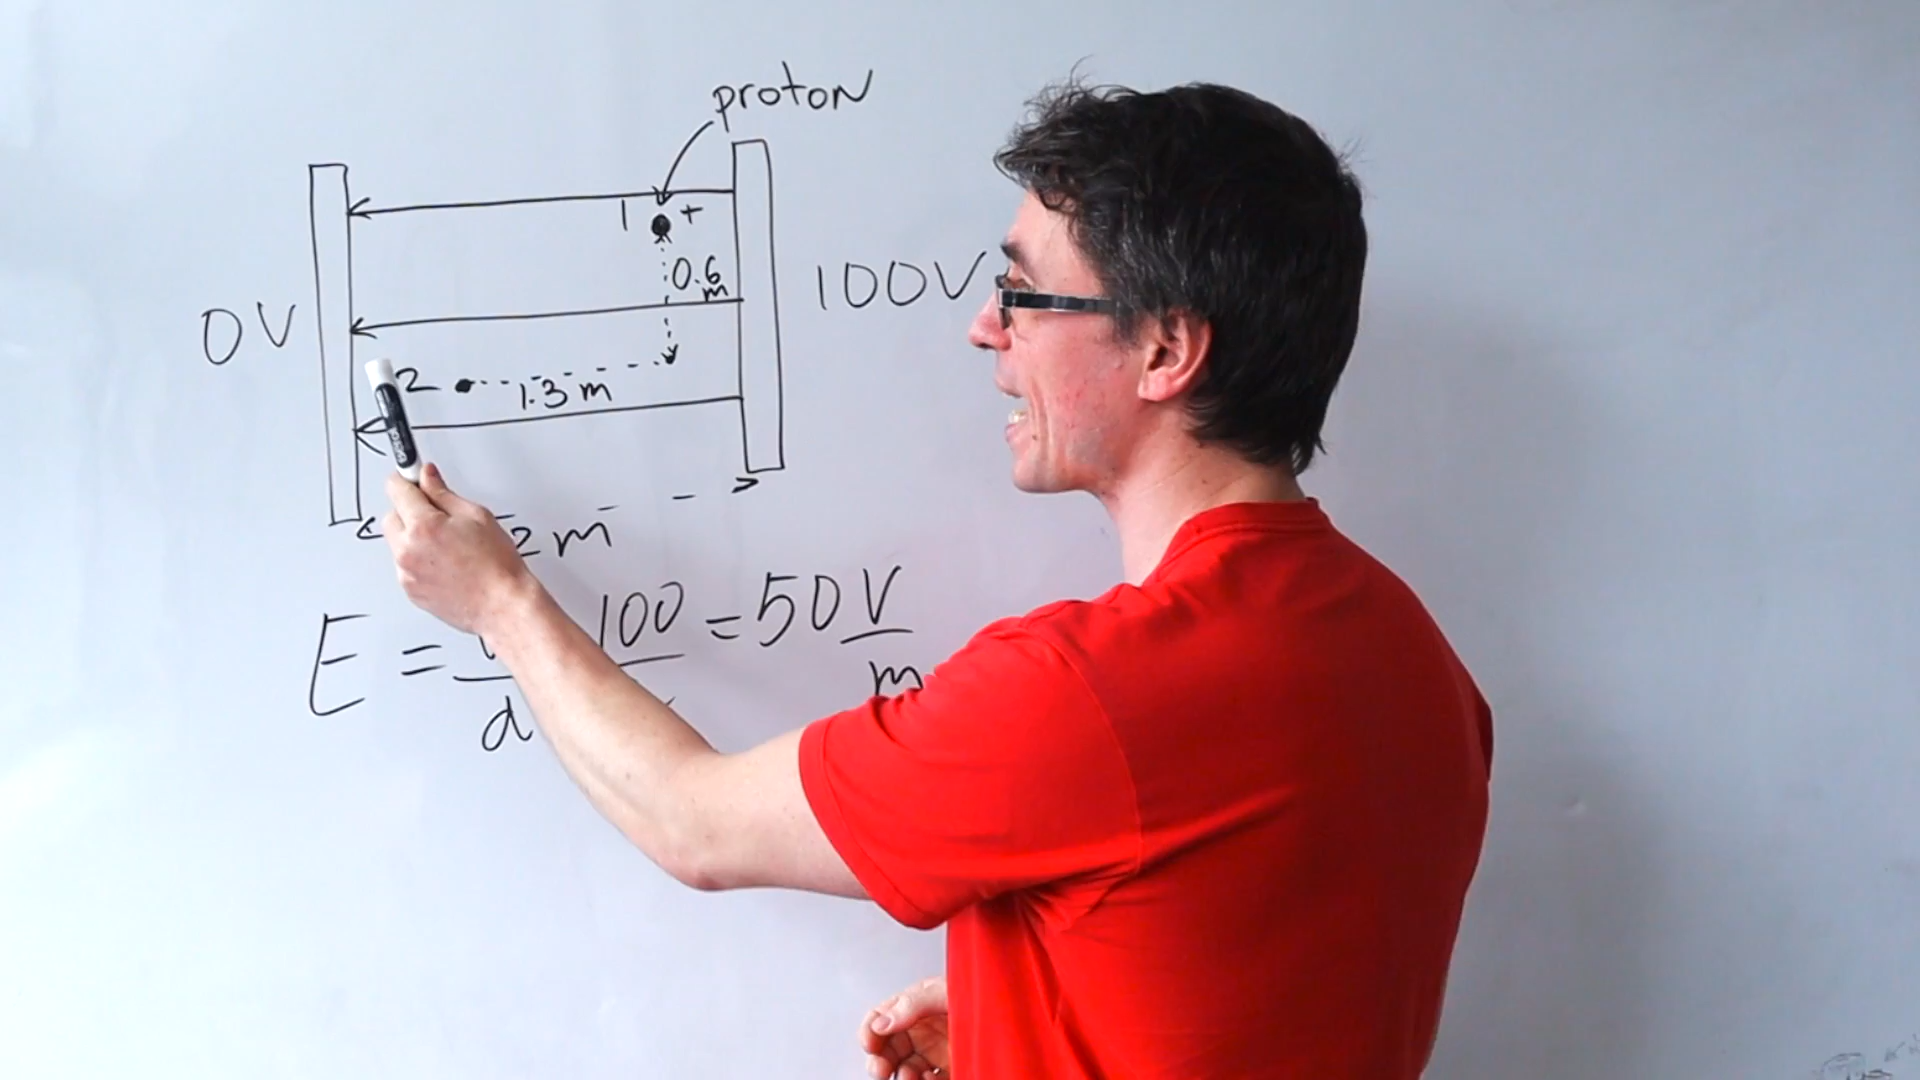 proton
1 +
0.6
m
100V
0V
2
1.3 m
2m
E = 100 = 50 V
d m